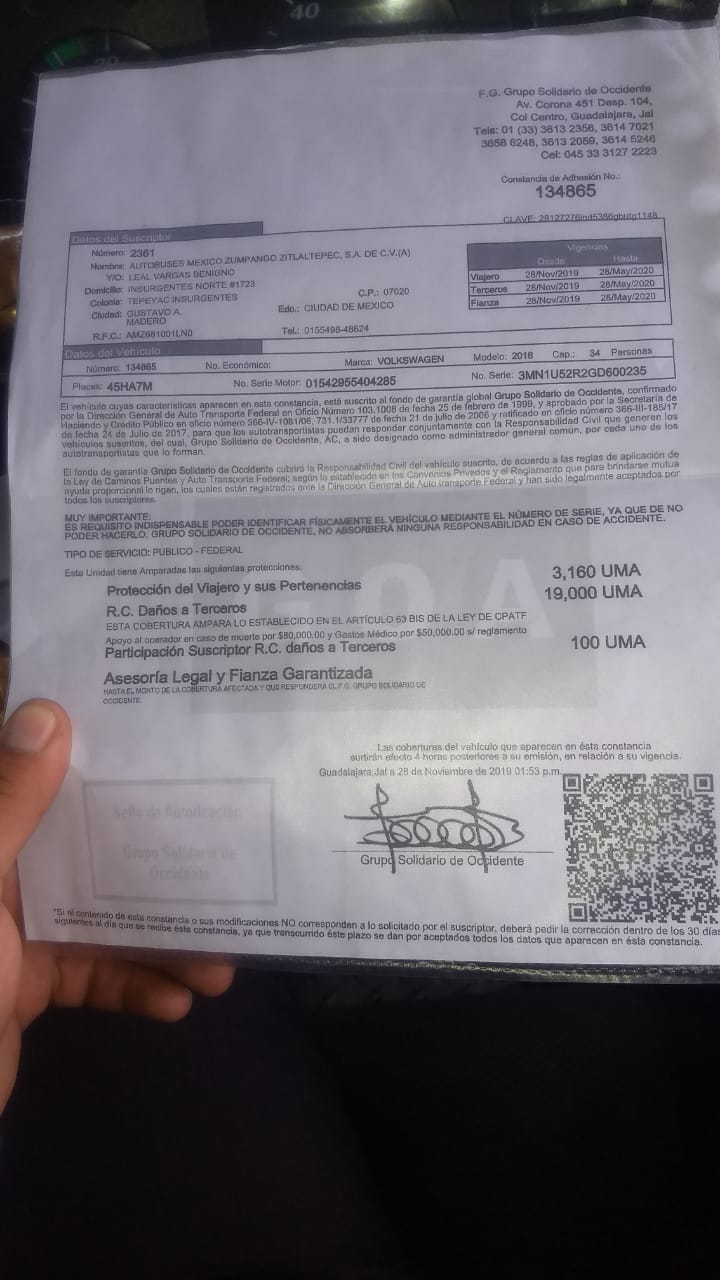 40
F.G. Grupo Solidario de Occidente
Av. Corona 451 Desp. 104,
Col Centro, Guadalajara, Jal
Tels: 01 (33) 3613 2356, 3614 7021
3658 6248, 3613 2059, 3614 5246
Cel: 045 33 3127 2223
Constancia de Adhesión No.:
134865
CLAVE: 28127276ind5386gbutg1148
Datos del Suscriptor
Número: 2361
Nombre: AUTOBUSES MEXICO ZUMPANGO ZITLALTEPEC, S.A. DE C.V.(A)
Y/O: LEAL VARGAS BENIGNO
Domicilio: INSURGENTES NORTE #1723
Colonia: TEPEYAC INSURGENTES C.P.: 07020
Ciudad: GUSTAVO A. MADERO Edo.: CIUDAD DE MEXICO
R.F.C.: AMZ681001LN0 Tel.: 0155498-48624
Vigencias
Desde Hasta
Viajero 28/Nov/2019 28/May/2020
Terceros 28/Nov/2019 28/May/2020
Fianza 28/Nov/2019 28/May/2020
Datos del Vehículo
Número: 134865 No. Económico: Marca: VOLKSWAGEN Modelo: 2016 Cap.: 34 Personas
Placas: 45HA7M No. Serie Motor: 01542955404285 No. Serie: 3MN1U52R2GD600235
El vehículo cuyas características aparecen en esta constancia, está suscrito al fondo de garantía global Grupo Solidario de Occidente, confirmado
por la Dirección General de Auto Transporte Federal en Oficio Número 103.1008 de fecha 25 de febrero de 1999, y aprobado por la Secretaría de
Hacienda y Crédito Público en oficio número 366-IV-1081/08, 731.1/33777 de fecha 21 de julio de 2006 y ratificado en oficio número 366-III-185/17
de fecha 24 de Julio de 2017, para que los autotransportistas puedan responder conjuntamente con la Responsabilidad Civil que generen los
vehículos suscritos, del cual, Grupo Solidario de Occidente, AC, a sido designado como administrador general común, por cada uno de los
autotransportistas que lo forman.
El fondo de garantía Grupo Solidario de Occidente cubrirá la Responsabilidad Civil del vehículo suscrito, de acuerdo a las reglas de aplicación de
la Ley de Caminos Puentes y Auto Transporte Federal; según lo establecido en los Convenios Privados y el Reglamento que para brindarse mutua
ayuda proporcional lo rigen, los cuales están registrados ante la Dirección General de Auto transporte Federal y han sido legalmente aceptados por
todos los suscriptores.
MUY IMPORTANTE:
ES REQUISITO INDISPENSABLE PODER IDENTIFICAR FÍSICAMENTE EL VEHÍCULO MEDIANTE EL NÚMERO DE SERIE, YA QUE DE NO
PODER HACERLO, GRUPO SOLIDARIO DE OCCIDENTE, NO ABSORBERÁ NINGUNA RESPONSABILIDAD EN CASO DE ACCIDENTE.
TIPO DE SERVICIO: PUBLICO - FEDERAL
Esta Unidad tiene Amparadas las siguientes protecciones:
Protección del Viajero y sus Pertenencias 3,160 UMA
R.C. Daños a Terceros 19,000 UMA
ESTA COBERTURA AMPARA LO ESTABLECIDO EN EL ARTÍCULO 63 BIS DE LA LEY DE CPATF
Apoyo al operador en caso de muerte por $80,000.00 y Gastos Médico por $50,000.00 s/ reglamento
Participación Suscriptor R.C. daños a Terceros 100 UMA
Asesoría Legal y Fianza Garantizada
HASTA EL MONTO DE LA COBERTURA AFECTADA Y QUE RESPONDERA EL F.G. GRUPO SOLIDARIO DE
OCCIDENTE.
Las coberturas del vehículo que aparecen en ésta constancia
surtirán efecto 4 horas posteriores a su emisión, en relación a su vigencia.
Guadalajara,Jal a 28 de Noviembre de 2019 01:53 p.m.
Sello de Autorización
Grupo Solidario de
Occidente
Grupo Solidario de Occidente
*Si el contenido de esta constancia o sus modificaciones NO corresponden a lo solicitado por el suscriptor, deberá pedir la corrección dentro de los 30 días
siguientes al día que se recibe ésta constancia, ya que transcurrido éste plazo se dan por aceptados todos los datos que aparecen en ésta constancia.